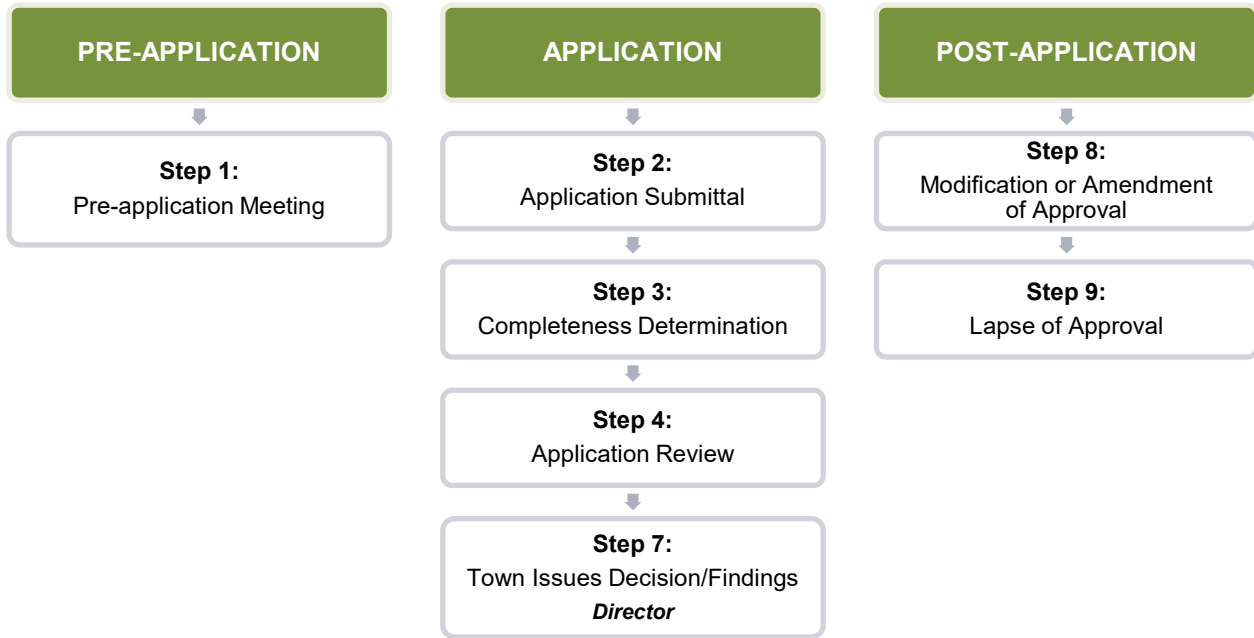 PRE-APPLICATION
Step 1:
Pre-application Meeting
APPLICATION
Step 2:
Application Submittal
Step 3:
Completeness Determination
Step 4:
Application Review
Step 7:
Town Issues Decision/Findings
Director
POST-APPLICATION
Step 8:
Modification or Amendment
of Approval
Step 9:
Lapse of Approval